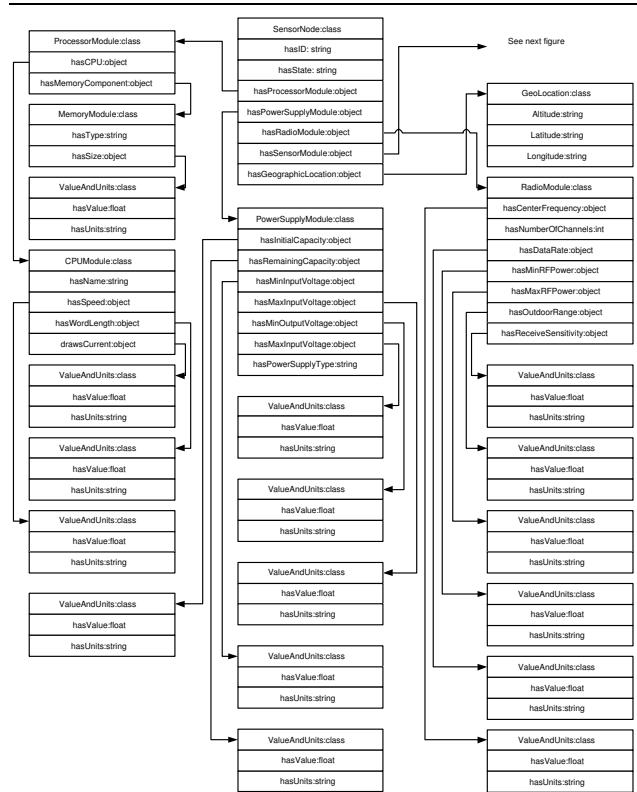 ProcessorModule:class
hasCPU:object
hasMemoryComponent:object
MemoryModule:class
hasType:string
hasSize:object
ValueAndUnits:class
hasValue:float
hasUnits:string
CPUModule:class
hasName:string
hasSpeed:object
hasWordLength:object
drawsCurrent:object
ValueAndUnits:class
hasValue:float
hasUnits:string
ValueAndUnits:class
hasValue:float
hasUnits:string
ValueAndUnits:class
hasValue:float
hasUnits:string
ValueAndUnits:class
hasValue:float
hasUnits:string
SensorNode:class
hasID: string
hasState: string
hasProcessorModule:object
hasPowerSupplyModule:object
hasRadioModule:object
hasSensorModule:object
hasGeographicLocation:object
PowerSupplyModule:class
hasInitialCapacity:object
hasRemainingCapacity:object
hasMinInputVoltage:object
hasMaxInputVoltage:object
hasMinOutputVoltage:object
hasMaxInputVoltage:object
hasPowerSupplyType:string
ValueAndUnits:class
hasValue:float
hasUnits:string
ValueAndUnits:class
hasValue:float
hasUnits:string
ValueAndUnits:class
hasValue:float
hasUnits:string
ValueAndUnits:class
hasValue:float
hasUnits:string
ValueAndUnits:class
hasValue:float
hasUnits:string
See next figure
GeoLocation:class
Altitude:string
Latitude:string
Longitude:string
RadioModule:class
hasCenterFrequency:object
hasNumberOfChannels:int
hasDataRate:object
hasMinRFPower:object
hasMaxRFPower:object
hasOutdoorRange:object
hasReceiveSensitivity:object
ValueAndUnits:class
hasValue:float
hasUnits:string
ValueAndUnits:class
hasValue:float
hasUnits:string
ValueAndUnits:class
hasValue:float
hasUnits:string
ValueAndUnits:class
hasValue:float
hasUnits:string
ValueAndUnits:class
hasValue:float
hasUnits:string
ValueAndUnits:class
hasValue:float
hasUnits:string